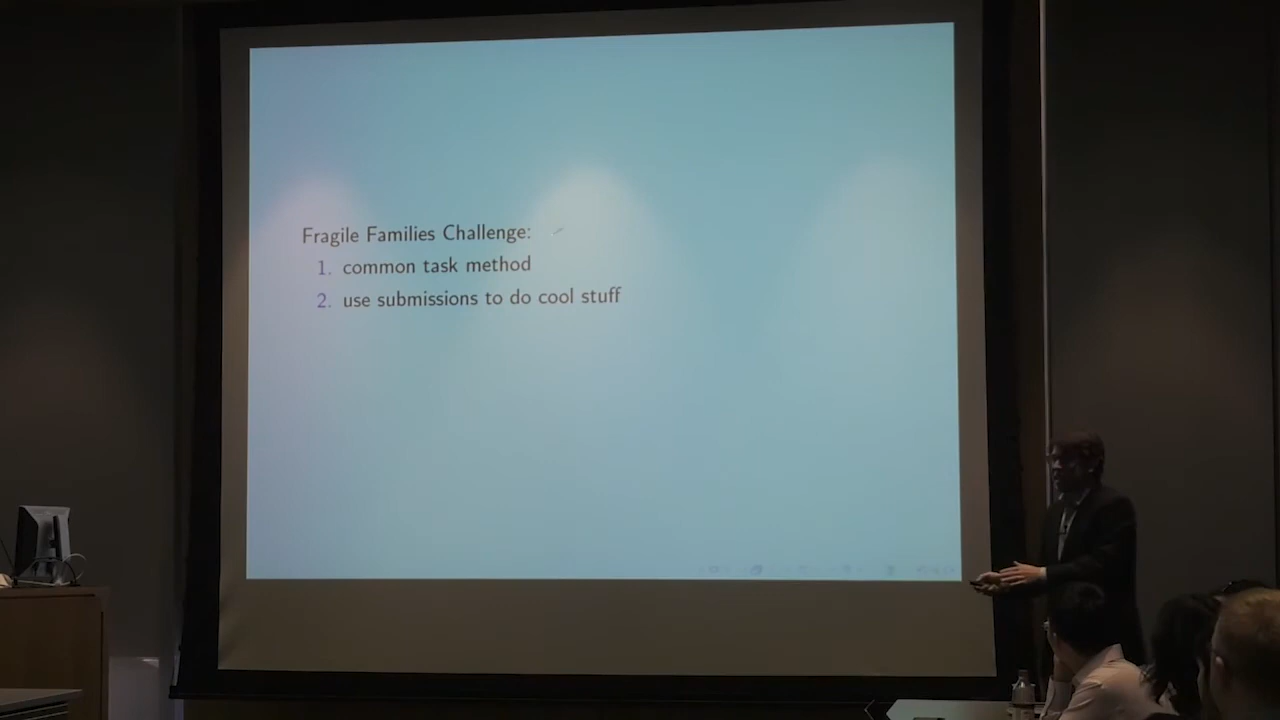 Fragile Families Challenge:
1. common task method
2. use submissions to do cool stuff